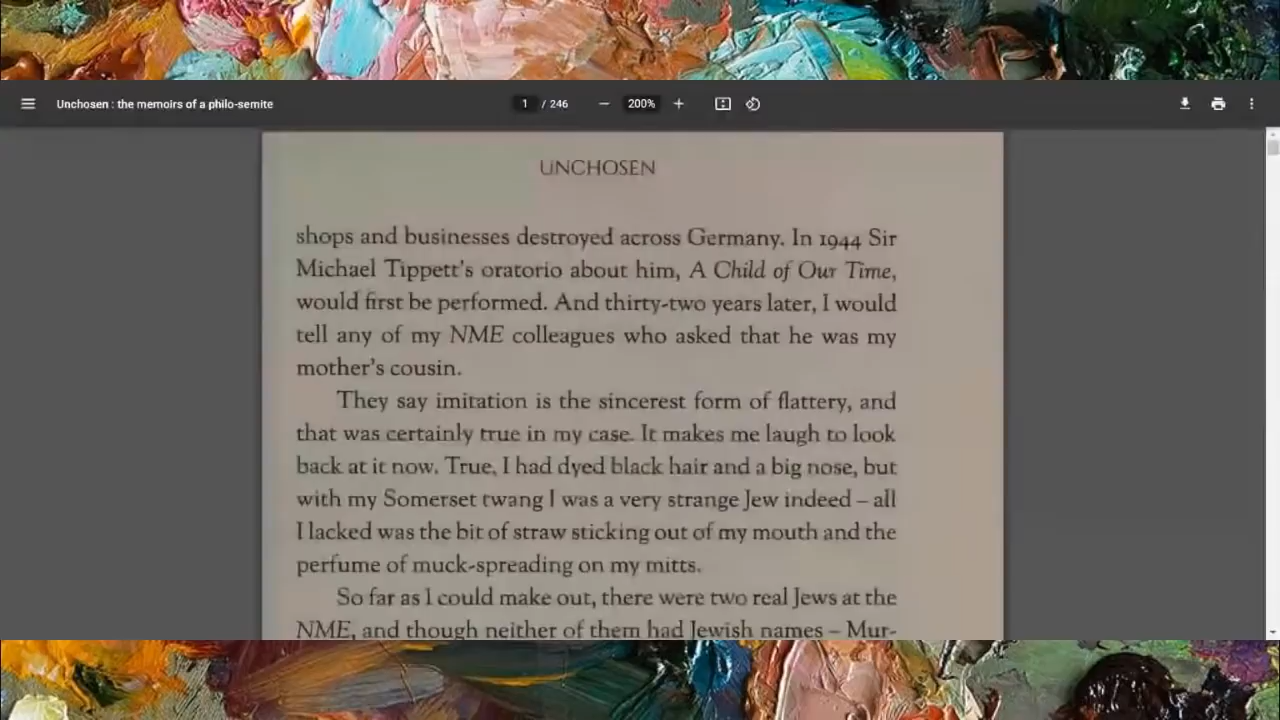 Unchosen : the memoirs of a philo-semite
1 / 246
200%
UNCHOSEN
shops and businesses destroyed across Germany. In 1944 Sir
Michael Tippett's oratorio about him, A Child of Our Time,
would first be performed. And thirty-two years later, I would
tell any of my NME colleagues who asked that he was my
mother's cousin.
They say imitation is the sincerest form of flattery, and
that was certainly true in my case. It makes me laugh to look
back at it now. True, I had dyed black hair and a big nose, but
with my Somerset twang I was a very strange Jew indeed – all
I lacked was the bit of straw sticking out of my mouth and the
perfume of muck-spreading on my mitts.
So far as I could make out, there were two real Jews at the
NME, and though neither of them had Jewish names – Mur-